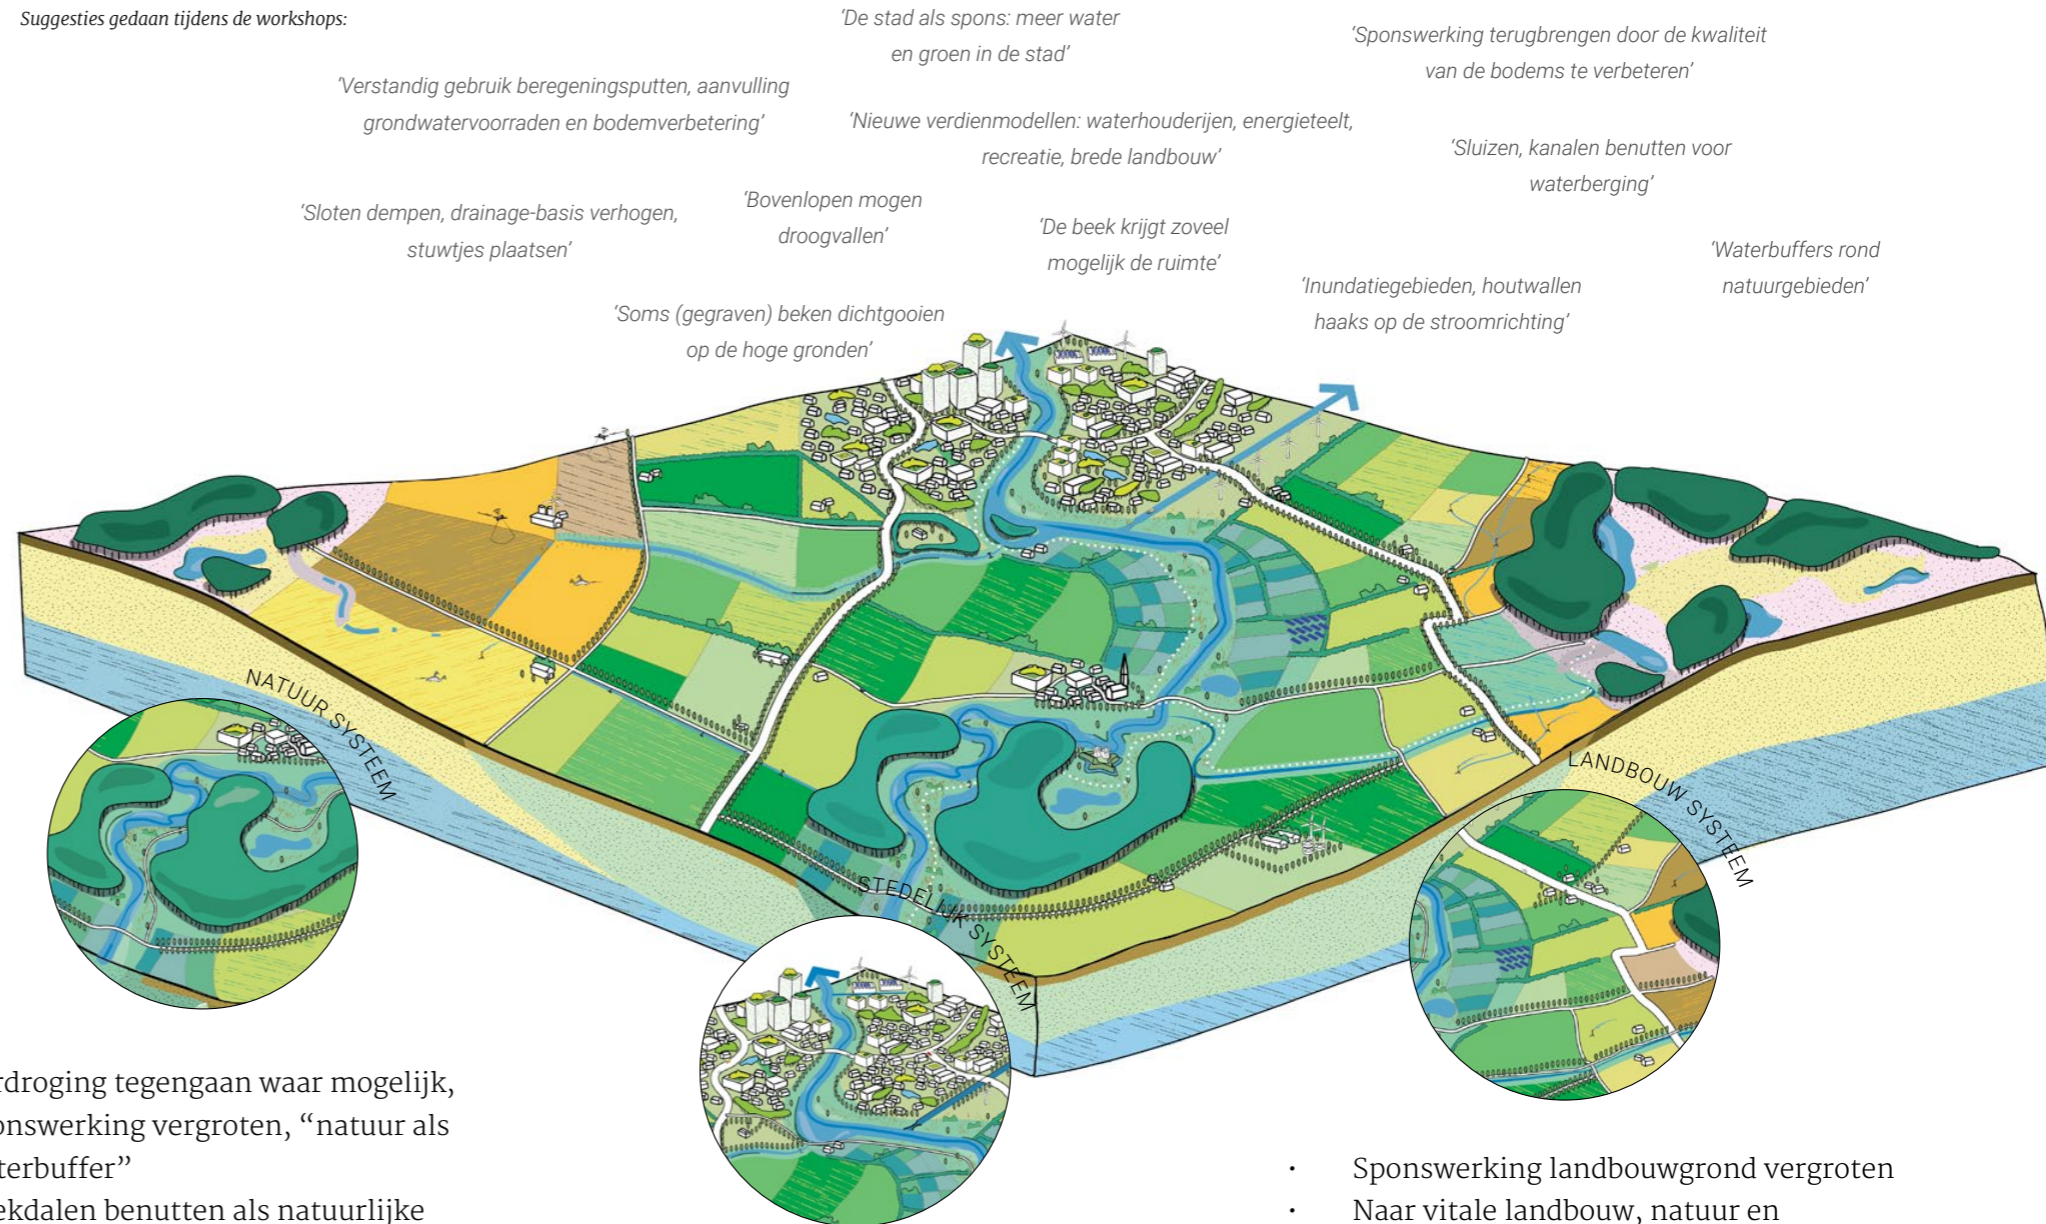 Suggesties gedaan tijdens de workshops:
‘De stad als spons: meer water
en groen in de stad’
‘Sponswerking terugbrengen door de kwaliteit
van de bodems te verbeteren’
‘Verstandig gebruik beregeningsputten, aanvulling
grondwatervoorraden en bodemverbetering’
‘Nieuwe verdienmodellen: waterhouderijen, energieteelt,
recreatie, brede landbouw’
‘Sluizen, kanalen benutten voor
waterberging’
‘Sloten dempen, drainage-basis verhogen,
stuwtjes plaatsen’
‘Bovenlopen mogen
droogvallen’
‘De beek krijgt zoveel
mogelijk de ruimte’
‘Waterbuffers rond
natuurgebieden’
‘Inundatiegebieden, houtwallen
haaks op de stroomrichting’
‘Soms (gegraven) beken dichtgooien
op de hoge gronden’
NATUUR SYSTEEM
LANDBOUW SYSTEEM
STEDELIJK SYSTEEM
rdroging tegengaan waar mogelijk,
onswerking vergroten, “natuur als
terbuffer”
ekdalen benutten als natuurlijke
• Sponswerking landbouwgrond vergroten
• Naar vitale landbouw, natuur en